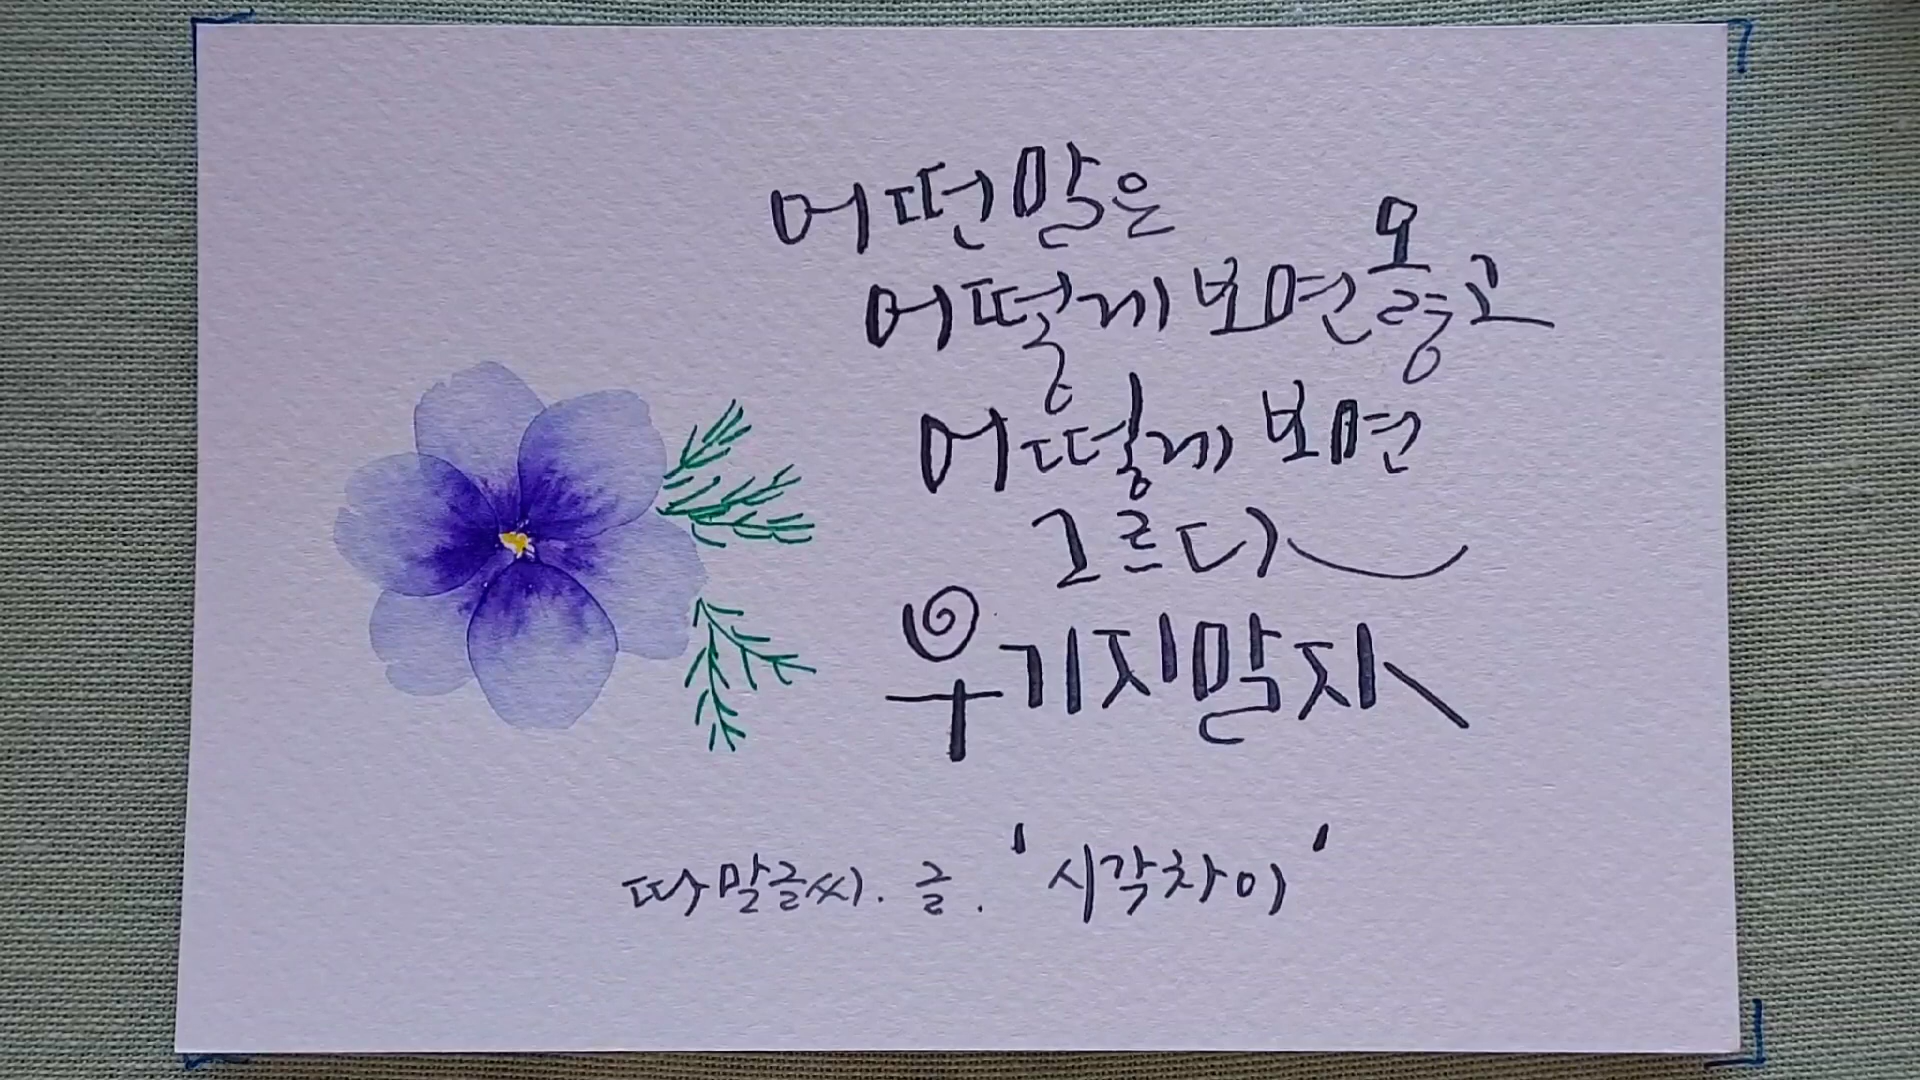 어떤 말은
어떻게 보면 옳고
어떻게 보면
그르다
우기지 말자
따말글씨. 글. '시각차이'